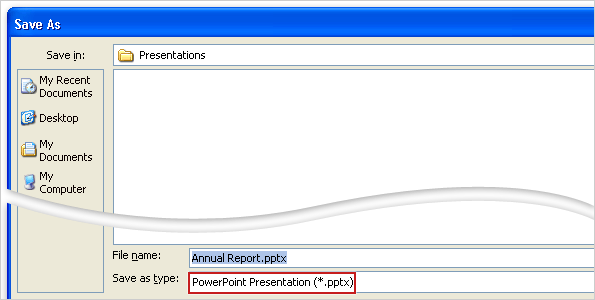 Save As
Save in:
Presentations
My Recent
Documents
Desktop
My
Documents
My
Computer
File name:
Annual Report.pptx
Save as type:
PowerPoint Presentation (*.pptx)